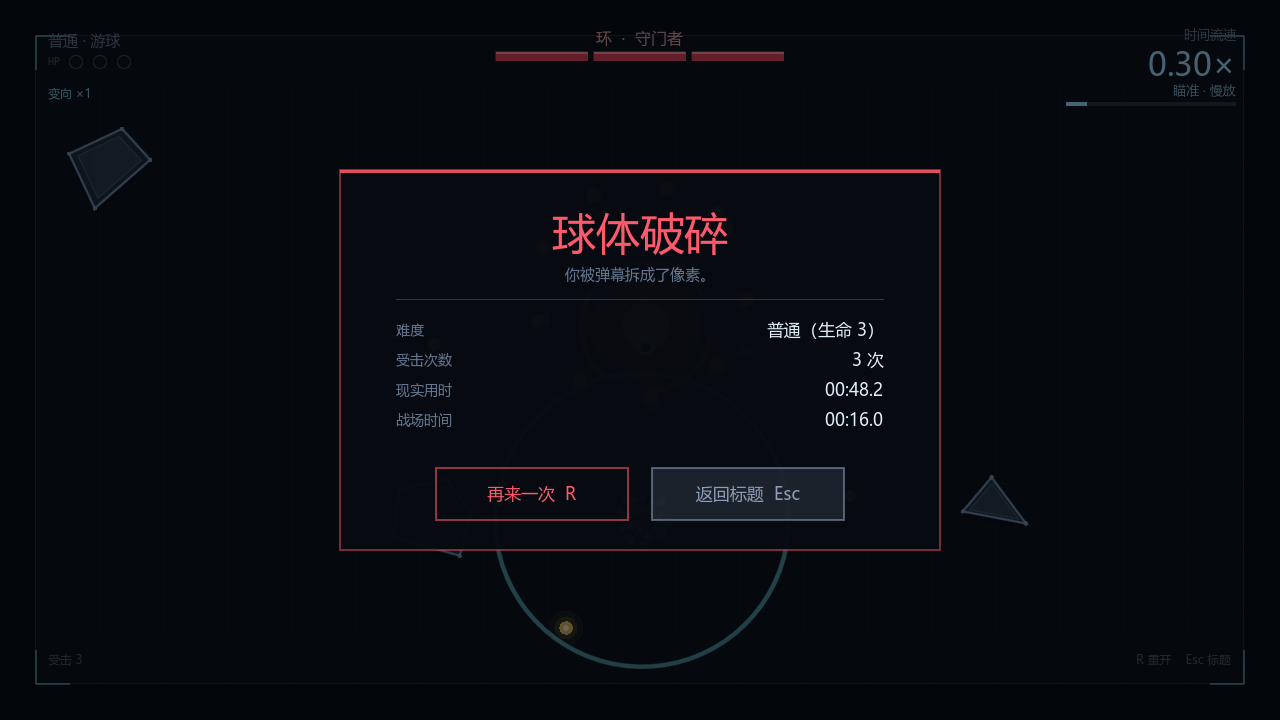 普通 · 游球
HP
变向 ×1
环 · 守门者
时间流速
0.30×
瞄准 · 慢放
球体破碎
你被弹幕拆成了像素。
难度 普通（生命 3）
受击次数 3 次
现实用时 00:48.2
战场时间 00:16.0
再来一次 R
返回标题 Esc
受击 3
R 重开 Esc 标题